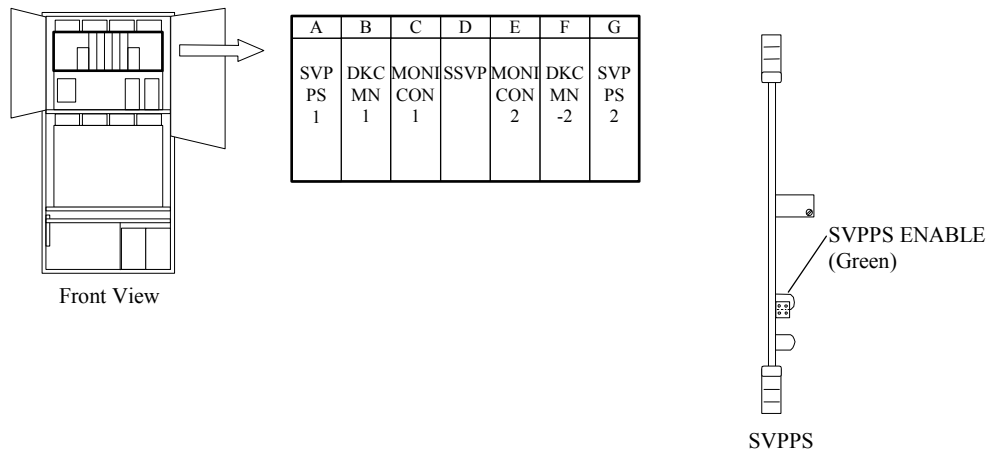 A B C D E F G
SVP PS 1
DKC MN 1
MONI CON 1
SSVP
MONI CON 2
DKC MN -2
SVP PS 2
Front View
SVPPS ENABLE
(Green)
SVPPS